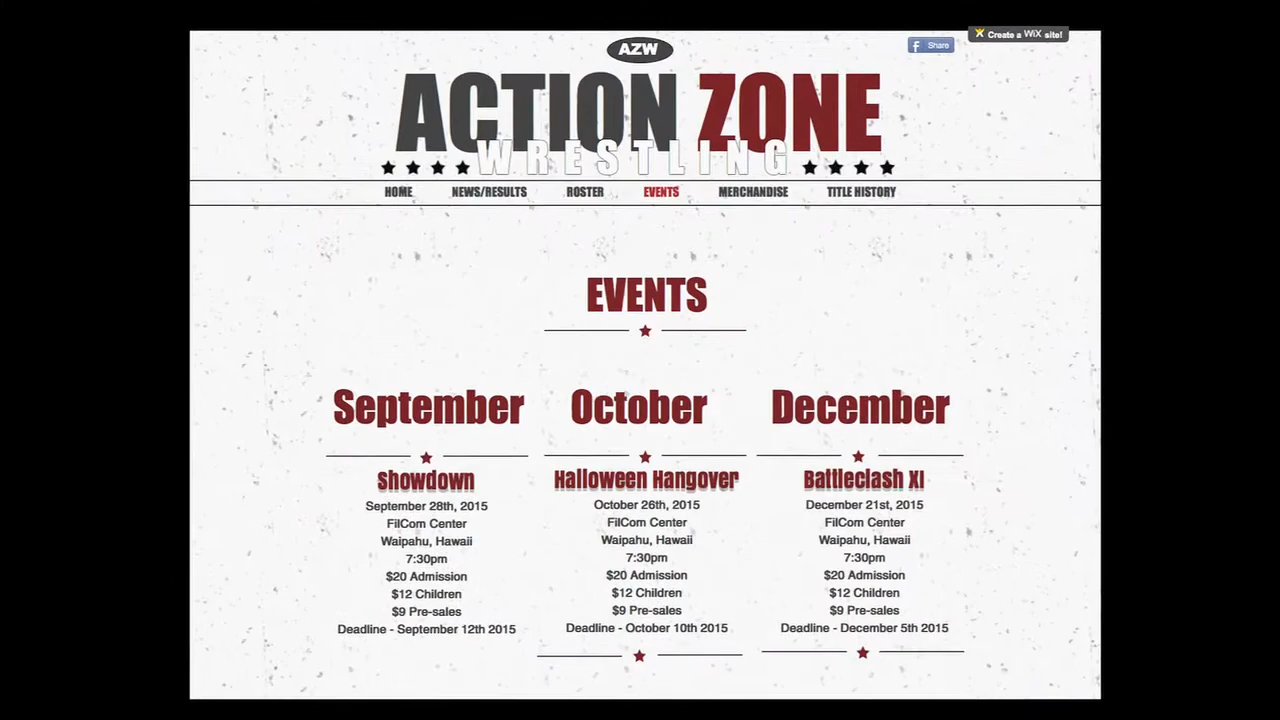 AZW
Share
Create a WiX site!
ACTION ZONE
WRESTLING
HOME NEWS/RESULTS ROSTER EVENTS MERCHANDISE TITLE HISTORY
EVENTS
September
Showdown
September 28th, 2015
FilCom Center
Waipahu, Hawaii
7:30pm
$20 Admission
$12 Children
$9 Pre-sales
Deadline - September 12th 2015
October
Halloween Hangover
October 26th, 2015
FilCom Center
Waipahu, Hawaii
7:30pm
$20 Admission
$12 Children
$9 Pre-sales
Deadline - October 10th 2015
December
Battleclash XI
December 21st, 2015
FilCom Center
Waipahu, Hawaii
7:30pm
$20 Admission
$12 Children
$9 Pre-sales
Deadline - December 5th 2015